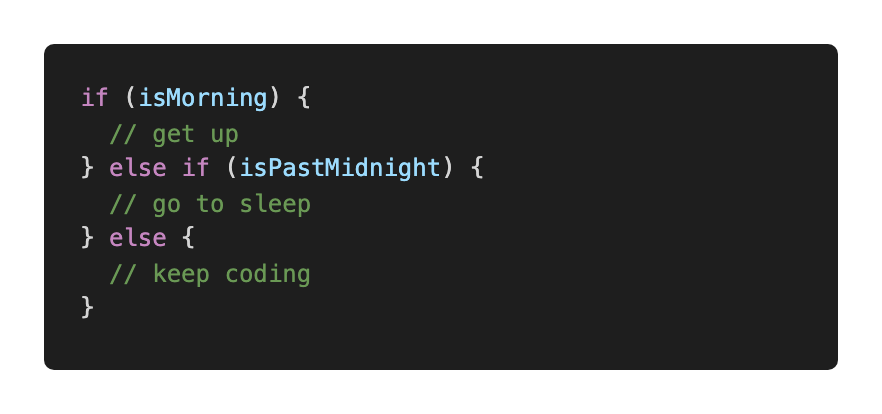 if (isMorning) {
  // get up
} else if (isPastMidnight) {
  // go to sleep
} else {
  // keep coding
}